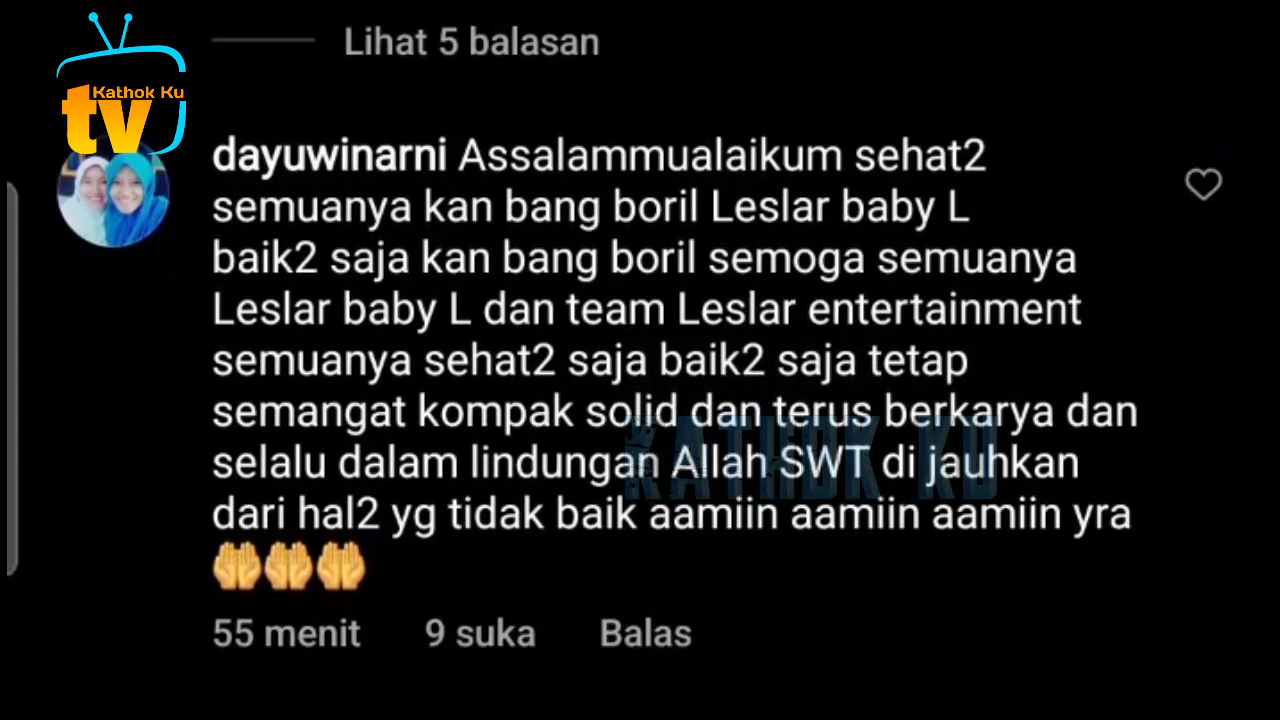 Lihat 5 balasan
Kathok Ku
tv
dayuwinarni Assalammualaikum sehat2
semuanya kan bang boril Leslar baby L
baik2 saja kan bang boril semoga semuanya
Leslar baby L dan team Leslar entertainment
semuanya sehat2 saja baik2 saja tetap
semangat kompak solid dan terus berkarya dan
selalu dalam lindungan Allah SWT di jauhkan
dari hal2 yg tidak baik aamiin aamiin aamiin yra
🤲🤲🤲
KATHOK KU
55 menit 9 suka Balas